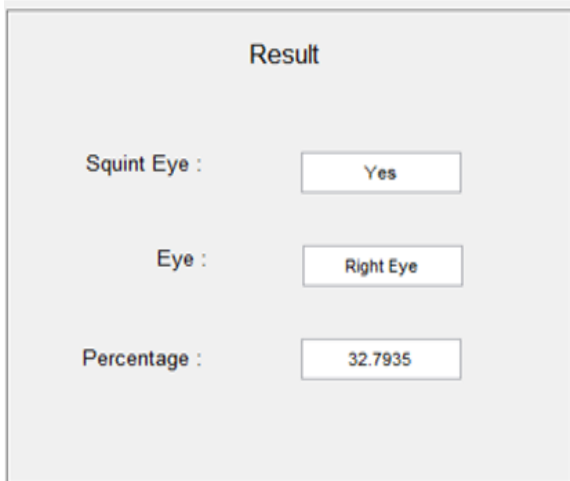 Result
Squint Eye : Yes
Eye : Right Eye
Percentage : 32.7935